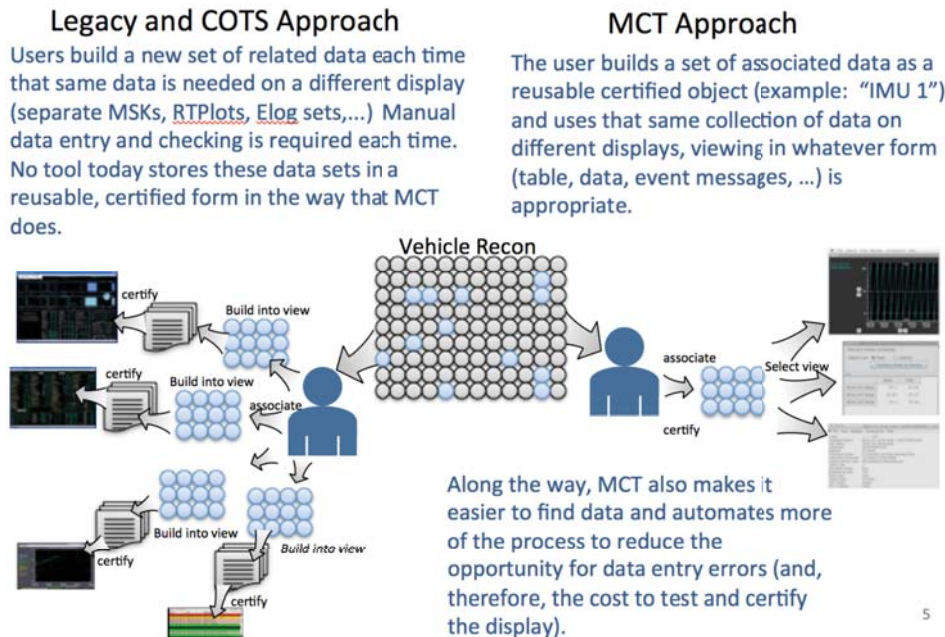 Legacy and COTS Approach
Users build a new set of related data each time
that same data is needed on a different display
(separate MSKs, RTPlots, Elog sets,...) Manual
data entry and checking is required each time.
No tool today stores these data sets in a
reusable, certified form in the way that MCT
does.
MCT Approach
The user builds a set of associated data as a
reusable certified object (example: “IMU 1”)
and uses that same collection of data on
different displays, viewing in whatever form
(table, data, event messages, ...) is
appropriate.
Vehicle Recon
certify
Build into view
certify
Build into view
associate
Build into view
certify
Build into view
certify
associate
certify
Select view
Along the way, MCT also makes it
easier to find data and automates more
of the process to reduce the
opportunity for data entry errors (and,
therefore, the cost to test and certify
the display).
5